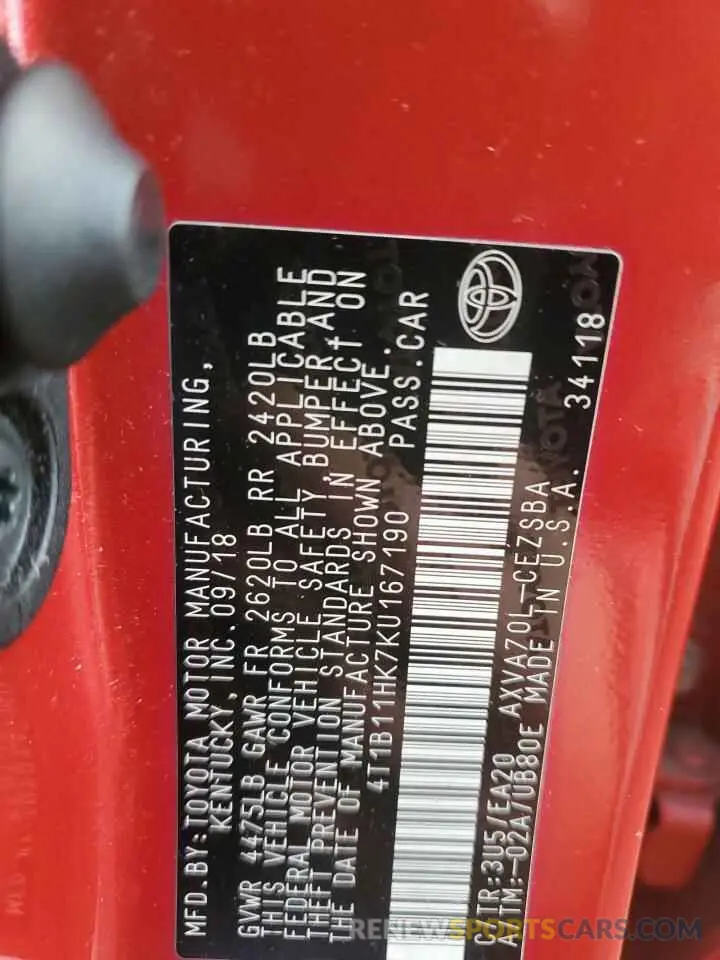 MFD.BY:TOYOTA MOTOR MANUFACTURING,
KENTUCKY, INC. 09/18
GVWR 4475LB GAWR FR 2620LB RR 2420LB
THIS VEHICLE CONFORMS TO ALL APPLICABLE
FEDERAL MOTOR VEHICLE SAFETY, BUMPER, AND
THEFT PREVENTION STANDARDS IN EFFECT ON
THE DATE OF MANUFACTURE SHOWN ABOVE.
4T1B11HK7KU167190 PASS.CAR
C/TR:3U5/EA20 AXVA70L-CEZSBA 34118
A/TM:-02A/UB80E MADE IN U.S.A.
RENEWSPORTSCARS.COM